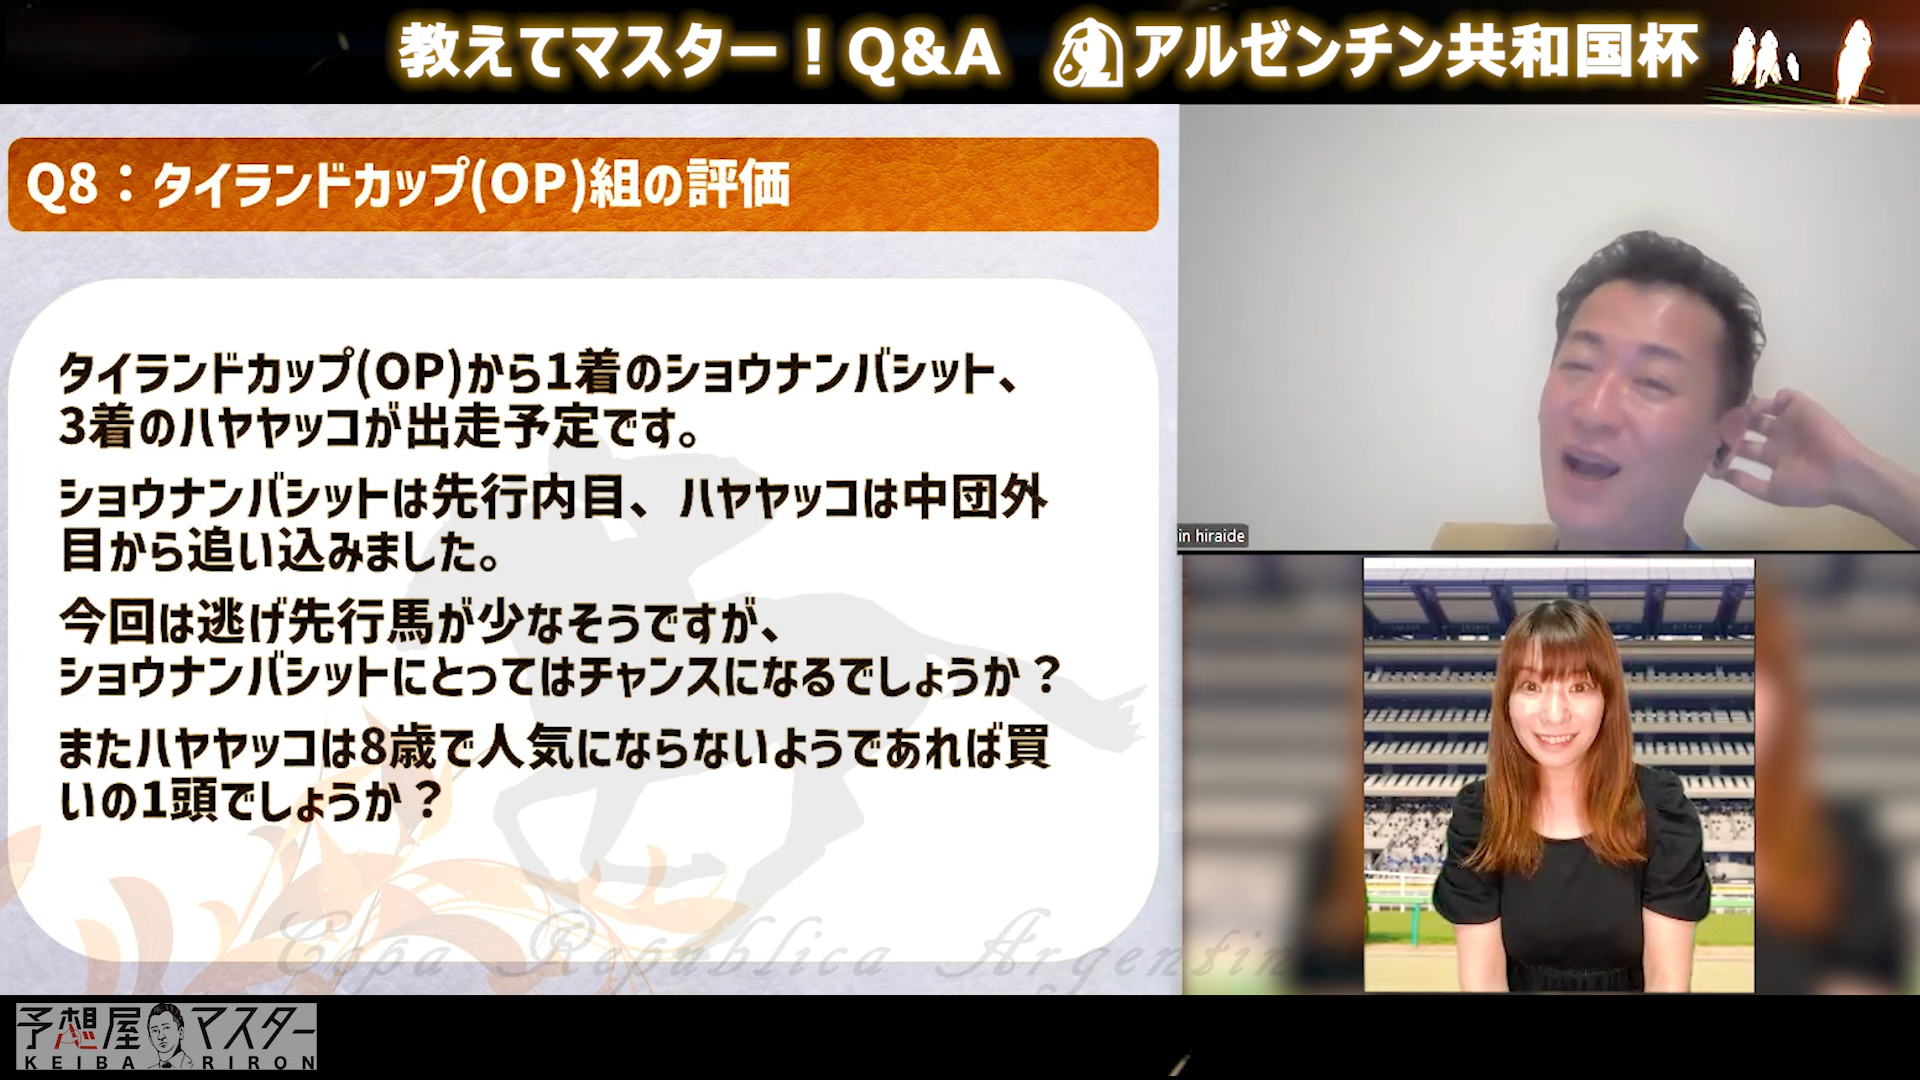 教えてマスター！Q&A アルゼンチン共和国杯
Q8：タイランドカップ(OP)組の評価
タイランドカップ(OP)から1着のショウナンバシット、
3着のハヤヤッコが出走予定です。
ショウナンバシットは先行内目、ハヤヤッコは中団外
目から追い込みました。
今回は逃げ先行馬が少なそうですが、
ショウナンバシットにとってはチャンスになるでしょうか？
またハヤヤッコは8歳で人気にならないようであれば買
いの1頭でしょうか？
Copa Republica Argentin
in hiraide
予想屋マスター
KEIBA RIRON